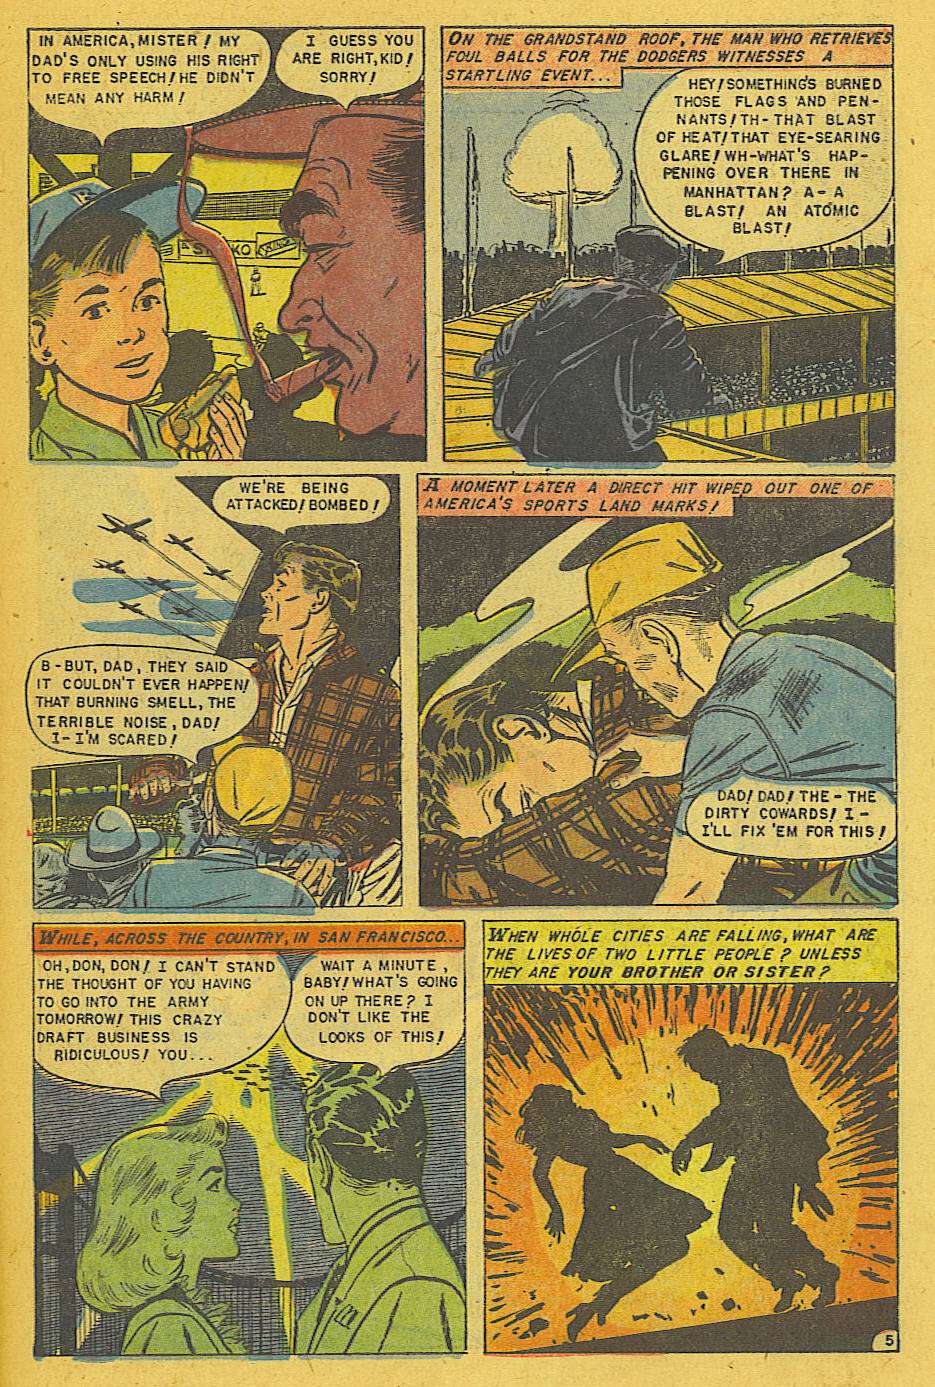 IN AMERICA, MISTER! MY
DAD'S ONLY USING HIS RIGHT
TO FREE SPEECH! HE DIDN'T
MEAN ANY HARM!
I GUESS YOU
ARE RIGHT, KID!
SORRY!
ON THE GRANDSTAND ROOF, THE MAN WHO RETRIEVES
FOUL BALLS FOR THE DODGERS WITNESSES A
STARTLING EVENT...
HEY! SOMETHING'S BURNED
THOSE FLAGS AND PEN-
NANTS! TH-THAT BLAST
OF HEAT! THAT EYE-SEARING
GLARE! WH-WHAT'S HAP-
PENING OVER THERE IN
MANHATTAN? A-A
BLAST! AN ATOMIC
BLAST!
WE'RE BEING
ATTACKED! BOMBED!
B-BUT, DAD, THEY SAID
IT COULDN'T EVER HAPPEN!
THAT BURNING SMELL, THE
TERRIBLE NOISE, DAD!
I-I'M SCARED!
A MOMENT LATER A DIRECT HIT WIPED OUT ONE OF
AMERICA'S SPORTS LAND MARKS!
DAD! DAD! THE-THE
DIRTY COWARDS! I-
I'LL FIX 'EM FOR THIS!
WHILE, ACROSS THE COUNTRY, IN SAN FRANCISCO...
OH, DON, DON! I CAN'T STAND
THE THOUGHT OF YOU HAVING
TO GO INTO THE ARMY
TOMORROW! THIS CRAZY
DRAFT BUSINESS IS
RIDICULOUS! YOU...
WAIT A MINUTE,
BABY! WHAT'S GOING
ON UP THERE? I
DON'T LIKE THE
LOOKS OF THIS!
WHEN WHOLE CITIES ARE FALLING, WHAT ARE
THE LIVES OF TWO LITTLE PEOPLE? UNLESS
THEY ARE YOUR BROTHER OR SISTER?
5